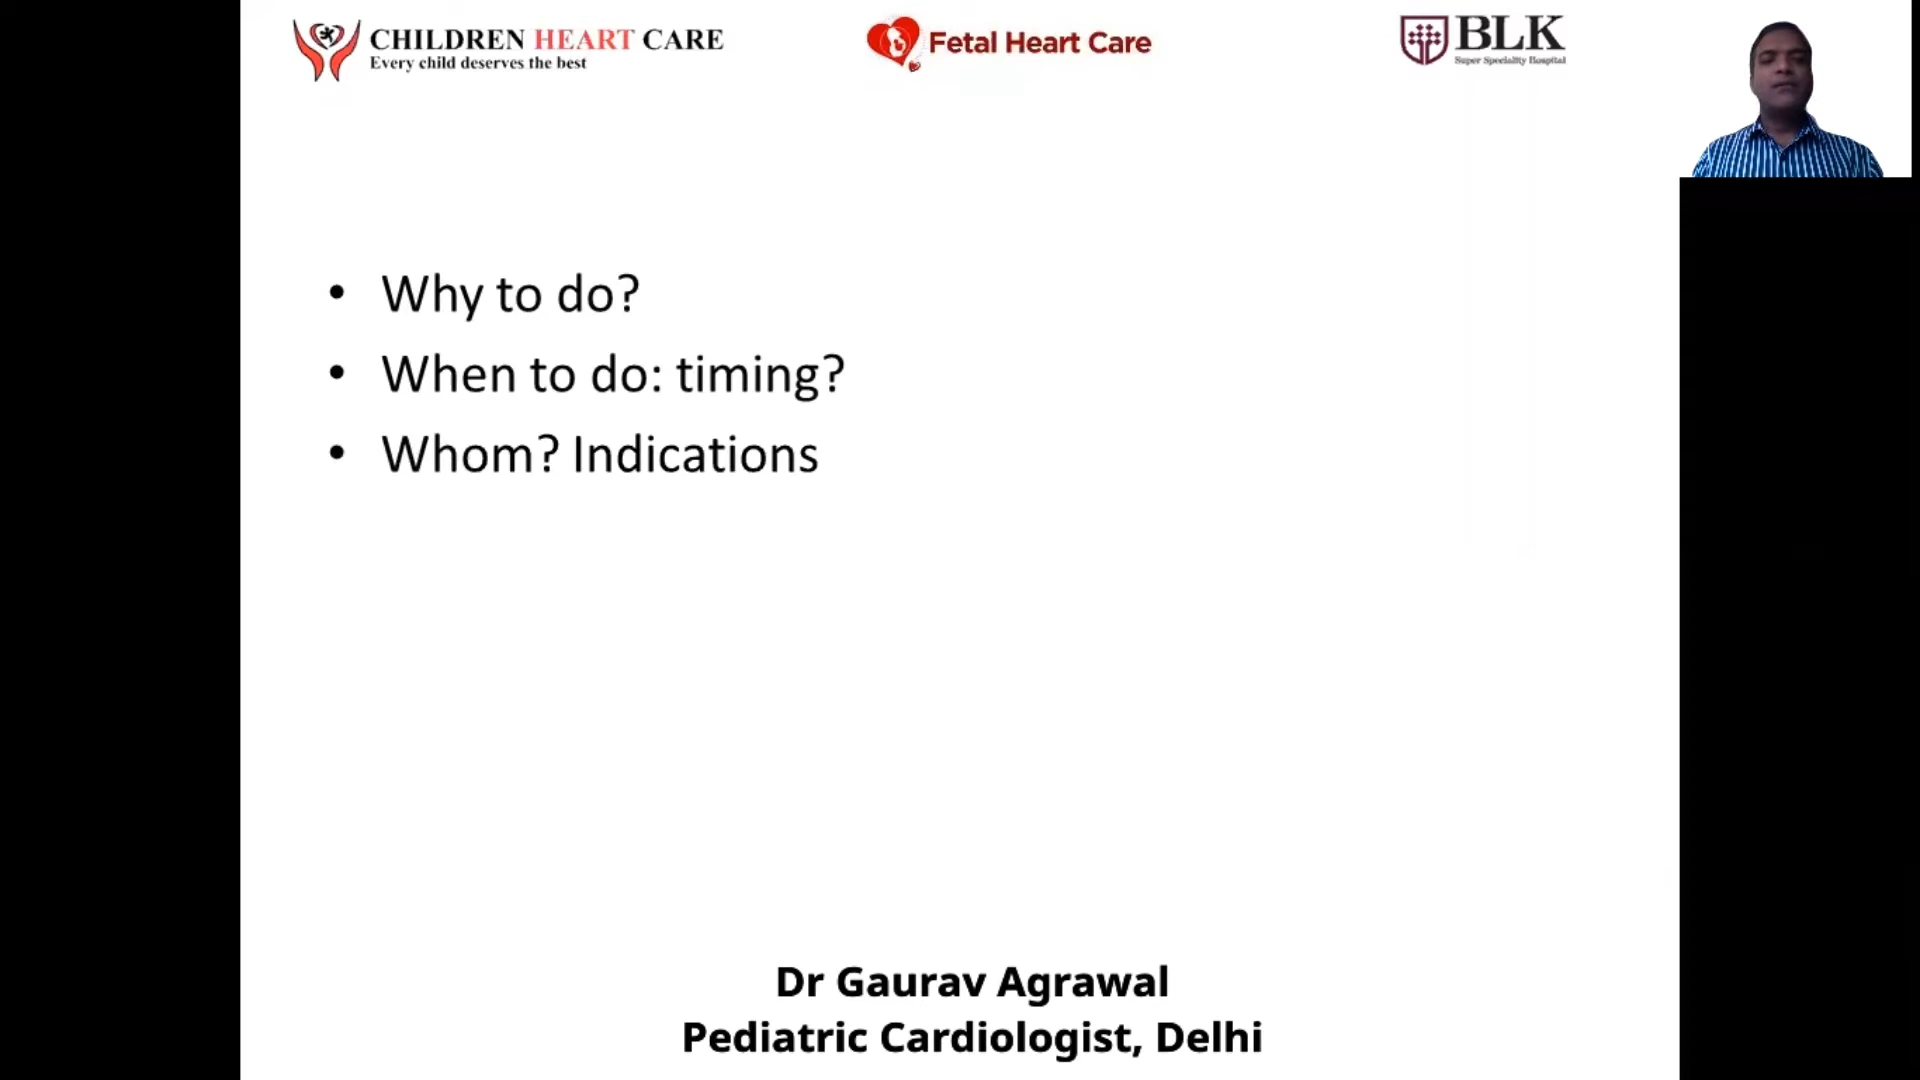 CHILDREN HEART CARE
Every child deserves the best
Fetal Heart Care
BLK
Super Speciality Hospital
• Why to do?
• When to do: timing?
• Whom? Indications
Dr Gaurav Agrawal
Pediatric Cardiologist, Delhi